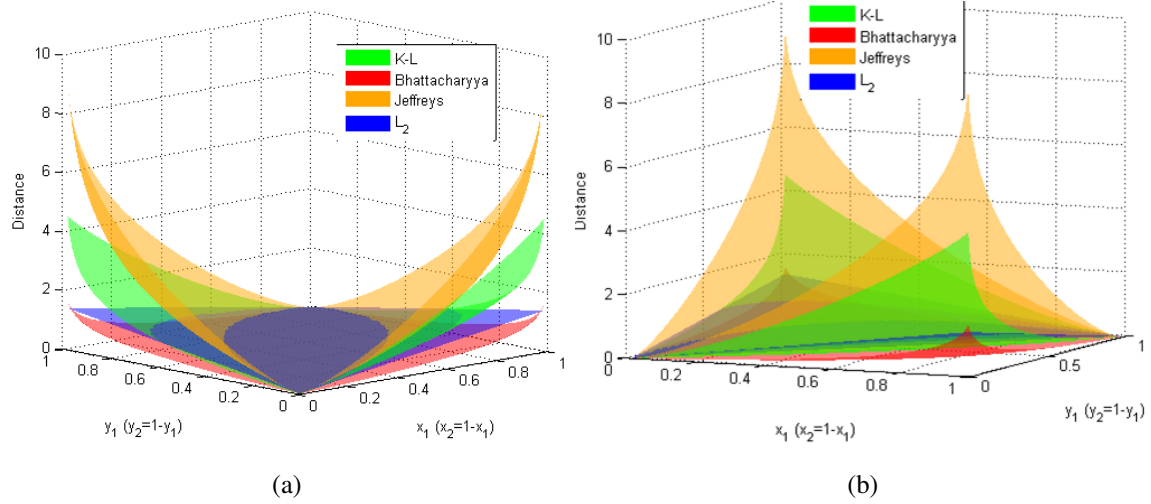 10
8
6
4
2
0
Distance
K-L
Bhattacharyya
Jeffreys
L2
1
0.8
0.6
0.4
0.2
0
0
0.2
0.4
0.6
0.8
1
y1 (y2=1-y1)
x1 (x2=1-x1)
(a)
10
8
6
4
2
0
Distance
K-L
Bhattacharyya
Jeffreys
L2
0
0.2
0.4
0.6
0.8
1
0
0.5
1
x1 (x2=1-x1)
y1 (y2=1-y1)
(b)